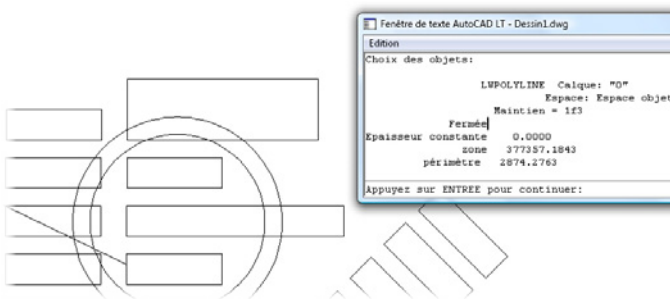 Fenêtre de texte AutoCAD LT - Dessin1.dwg
Edition
Choix des objets:
LWPOLYLINE Calque: "0"
Espace: Espace objet
Maintien = 1f3
Fermée
Epaisseur constante 0.0000
zone 377357.1843
périmètre 2874.2763
Appuyez sur ENTREE pour continuer: